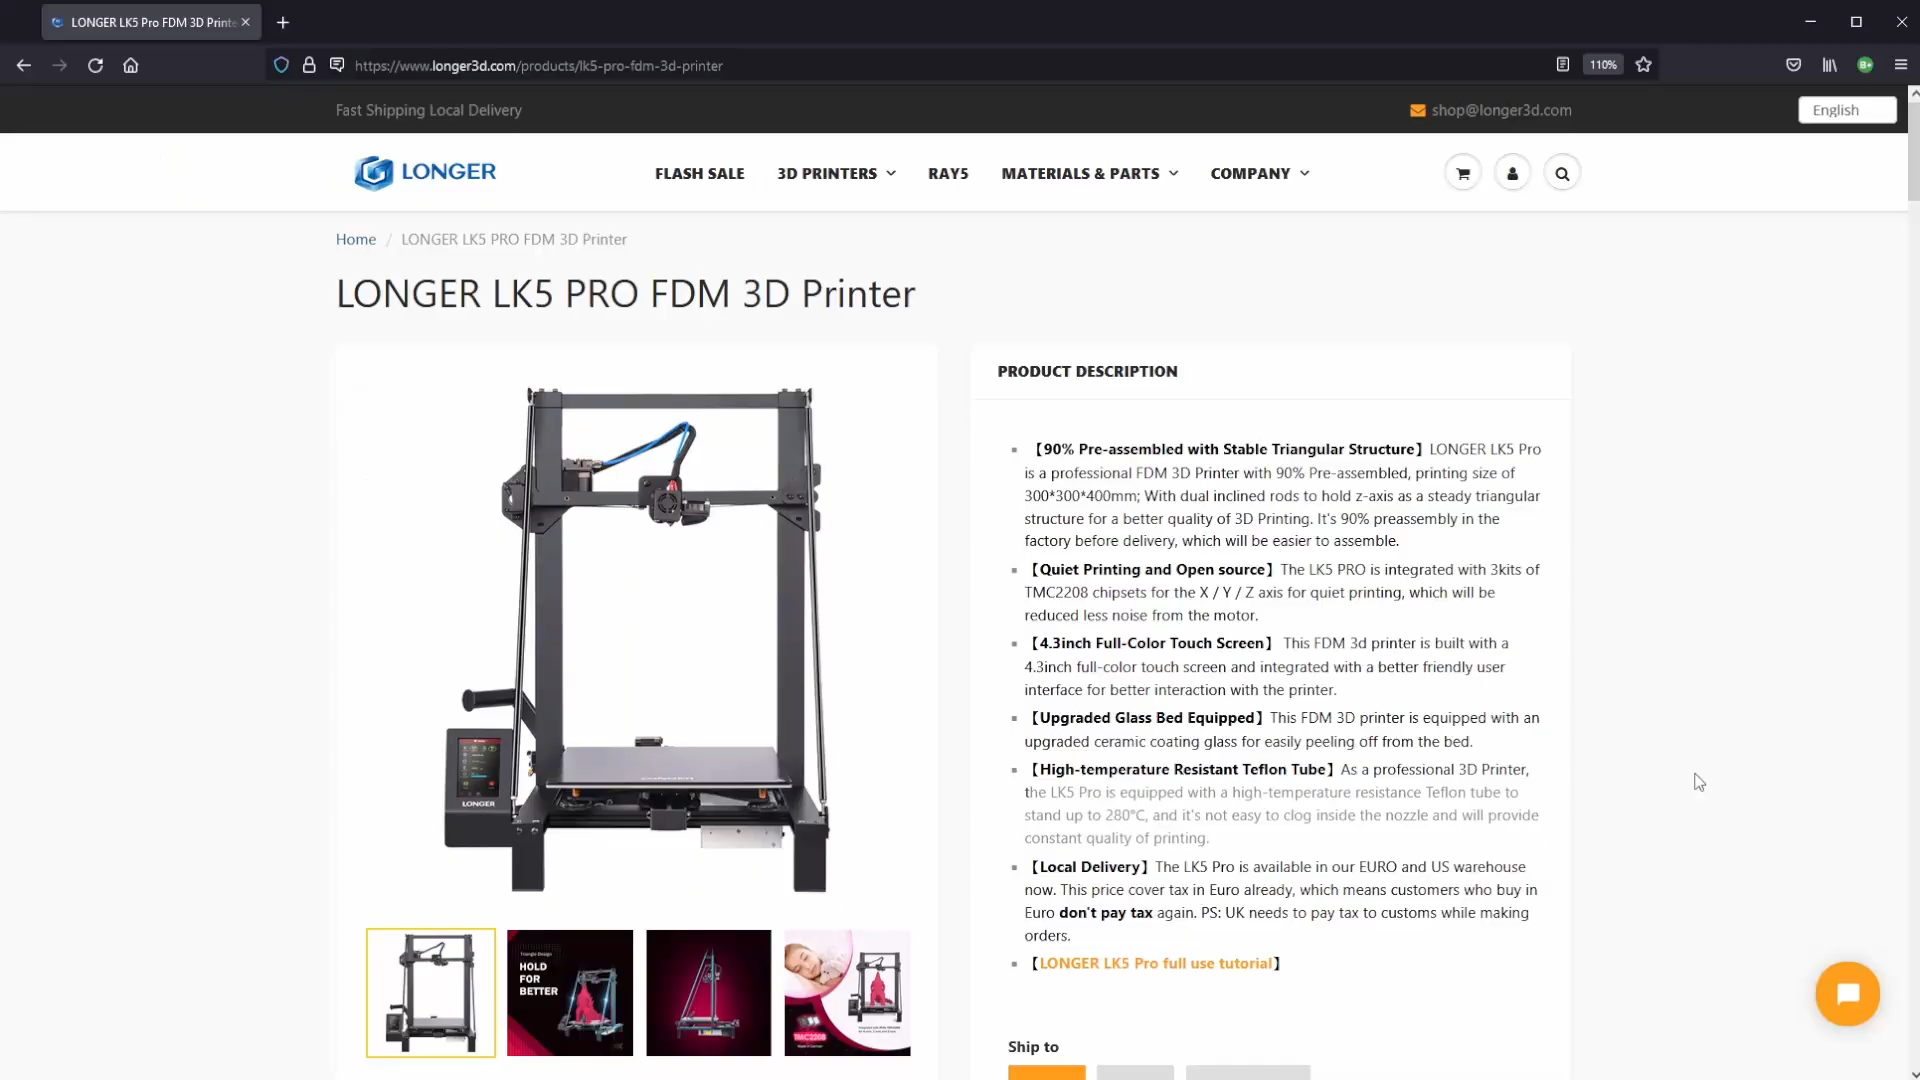 LONGER LK5 Pro FDM 3D Printe
https://www.longer3d.com/products/lk5-pro-fdm-3d-printer
110%
Fast Shipping Local Delivery
shop@longer3d.com
English
LONGER
FLASH SALE
3D PRINTERS
RAY5
MATERIALS & PARTS
COMPANY
Home / LONGER LK5 PRO FDM 3D Printer
LONGER LK5 PRO FDM 3D Printer
LONGER
Triangle Design
HOLD
FOR
BETTER
TMC2208
PRODUCT DESCRIPTION
【90% Pre-assembled with Stable Triangular Structure】LONGER LK5 Pro
is a professional FDM 3D Printer with 90% Pre-assembled, printing size of
300*300*400mm; With dual inclined rods to hold z-axis as a steady triangular
structure for a better quality of 3D Printing. It's 90% preassembly in the
factory before delivery, which will be easier to assemble.
【Quiet Printing and Open source】The LK5 PRO is integrated with 3kits of
TMC2208 chipsets for the X / Y / Z axis for quiet printing, which will be
reduced less noise from the motor.
【4.3inch Full-Color Touch Screen】 This FDM 3d printer is built with a
4.3inch full-color touch screen and integrated with a better friendly user
interface for better interaction with the printer.
【Upgraded Glass Bed Equipped】This FDM 3D printer is equipped with an
upgraded ceramic coating glass for easily peeling off from the bed.
【High-temperature Resistant Teflon Tube】As a professional 3D Printer,
the LK5 Pro is equipped with a high-temperature resistance Teflon tube to
stand up to 280°C, and it's not easy to clog inside the nozzle and will provide
constant quality of printing.
【Local Delivery】The LK5 Pro is available in our EURO and US warehouse
now. This price cover tax in Euro already, which means customers who buy in
Euro don't pay tax again. PS: UK needs to pay tax to customs while making
orders.
【LONGER LK5 Pro full use tutorial】
Ship to